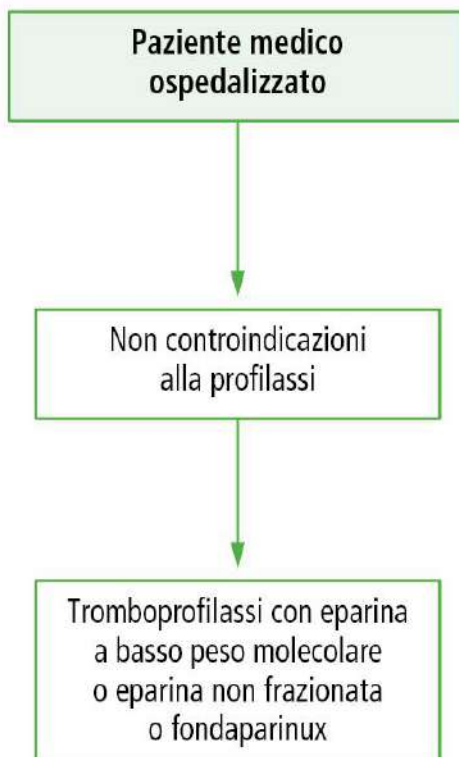 Paziente medico
ospedalizzato
Non controindicazioni
alla profilassi
Tromboprofilassi con eparina
a basso peso molecolare
o eparina non frazionata
o fondaparinux